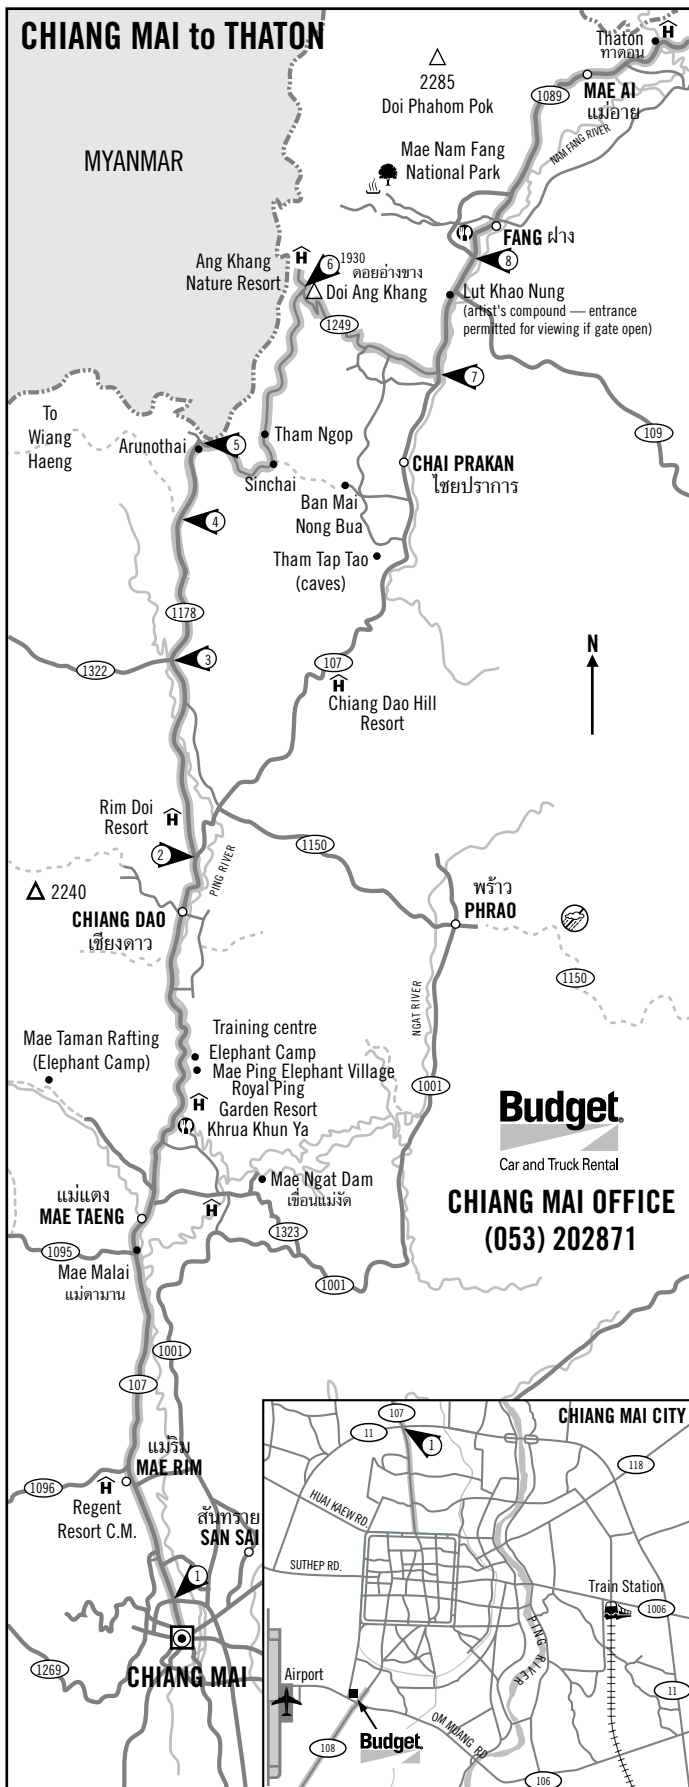 CHIANG MAI to THATON
Thaton
H
ท่าตอน
2285
Doi Phahom Pok
MAE AI
แม่อาย
1089
NAM FANG RIVER
MYANMAR
Mae Nam Fang
National Park
FANG ฝาง
8
Ang Khang
Nature Resort
H
6
1930
ดอยอ่างขาง
Doi Ang Khang
Lut Khao Nung
(artist's compound — entrance
permitted for viewing if gate open)
1249
7
109
To
Wiang
Haeng
Arunothai
5
Tham Ngop
Sinchai
CHAI PRAKAN
ไชยปราการ
Ban Mai
Nong Bua
4
Tham Tap Tao
(caves)
1178
3
1322
107
H
Chiang Dao Hill
Resort
N
Rim Doi
Resort
H
2
PING RIVER
1150
2240
CHIANG DAO
เชียงดาว
พร้าว
PHRAO
1150
NGAT RIVER
Training centre
Elephant Camp
Mae Ping Elephant Village
Mae Taman Rafting
(Elephant Camp)
Royal Ping
Garden Resort
H
Khrua Khun Ya
1001
Budget®
Car and Truck Rental
CHIANG MAI OFFICE
(053) 202871
Mae Ngat Dam
เขื่อนแม่งัด
H
แม่แตง
MAE TAENG
1323
1095
Mae Malai
แม่ตามาน
1001
1001
107
แม่ริม
MAE RIM
1096
H
Regent
Resort C.M.
สันทราย
SAN SAI
1
CHIANG MAI
1269
CHIANG MAI CITY
107
11
1
118
HUAI KAEW RD.
SUTHEP RD.
Train Station
1006
PING RIVER
Airport
11
Budget®
OM MUANG RD
108
106